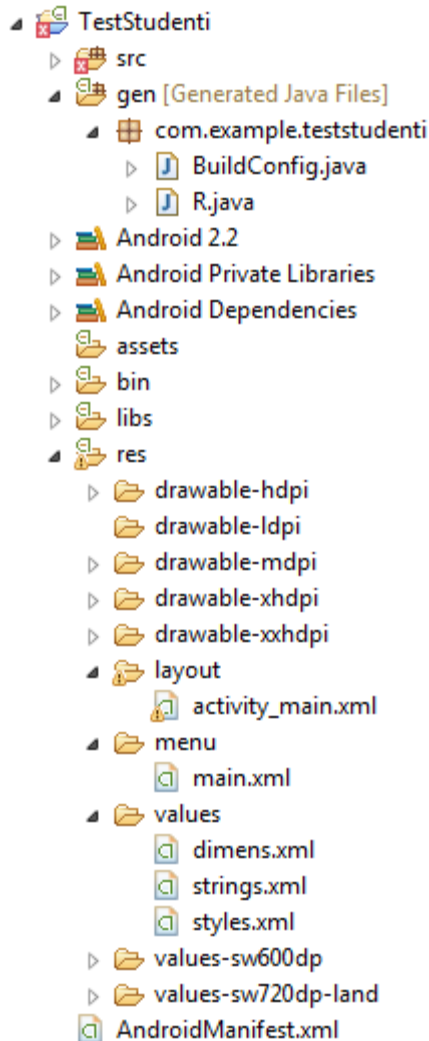 TestStudenti
src
gen [Generated Java Files]
com.example.teststudenti
BuildConfig.java
R.java
Android 2.2
Android Private Libraries
Android Dependencies
assets
bin
libs
res
drawable-hdpi
drawable-ldpi
drawable-mdpi
drawable-xhdpi
drawable-xxhdpi
layout
activity_main.xml
menu
main.xml
values
dimens.xml
strings.xml
styles.xml
values-sw600dp
values-sw720dp-land
AndroidManifest.xml